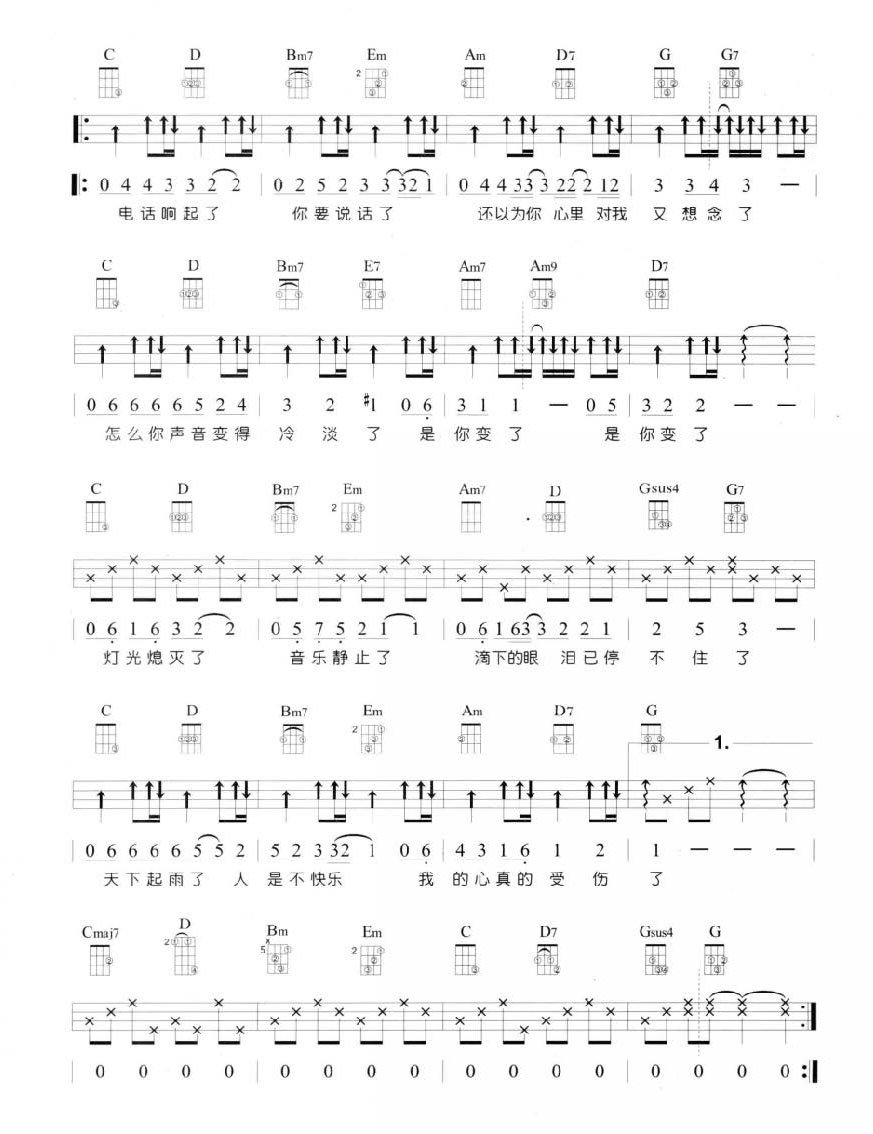 C D Bm7 Em Am D7 G G7
2
0 4 4 3 3 2 2 | 0 2 5 2 3 3 3 2 1 | 0 4 4 3 3 3 2 2 2 1 2 | 3 3 4 3 — |
电话响起了 你要说话了 还以为你 心里 对我 又想念了
C D Bm7 E7 Am7 Am9 D7
| 0 6 6 6 6 5 2 4 | 3 2 #1 0 6 | 3 1 1 — 0 5 | 3 2 2 — — |
怎么你声音变得 冷淡了 是你变了 是你变了
C D Bm7 Em Am7 D Gsus4 G7
2
| 0 6 1 6 3 2 2 | 0 5 7 5 2 1 1 | 0 6 1 6 3 3 2 2 1 | 2 5 3 — |
灯光熄灭了 音乐静止了 滴下的眼 泪已停 不住了
C D Bm7 Em Am D7 G
2
1.
| 0 6 6 6 6 5 5 2 | 5 2 3 3 2 1 0 6 | 4 3 1 6 1 2 | 1 — — — |
天下起雨了 人是不快乐 我的心真的受伤了
Cmaj7 D Bm Em C D7 Gsus4 G
2 5 2
| 0 0 0 0 | 0 0 0 0 | 0 0 0 0 | 0 0 0 0 :|